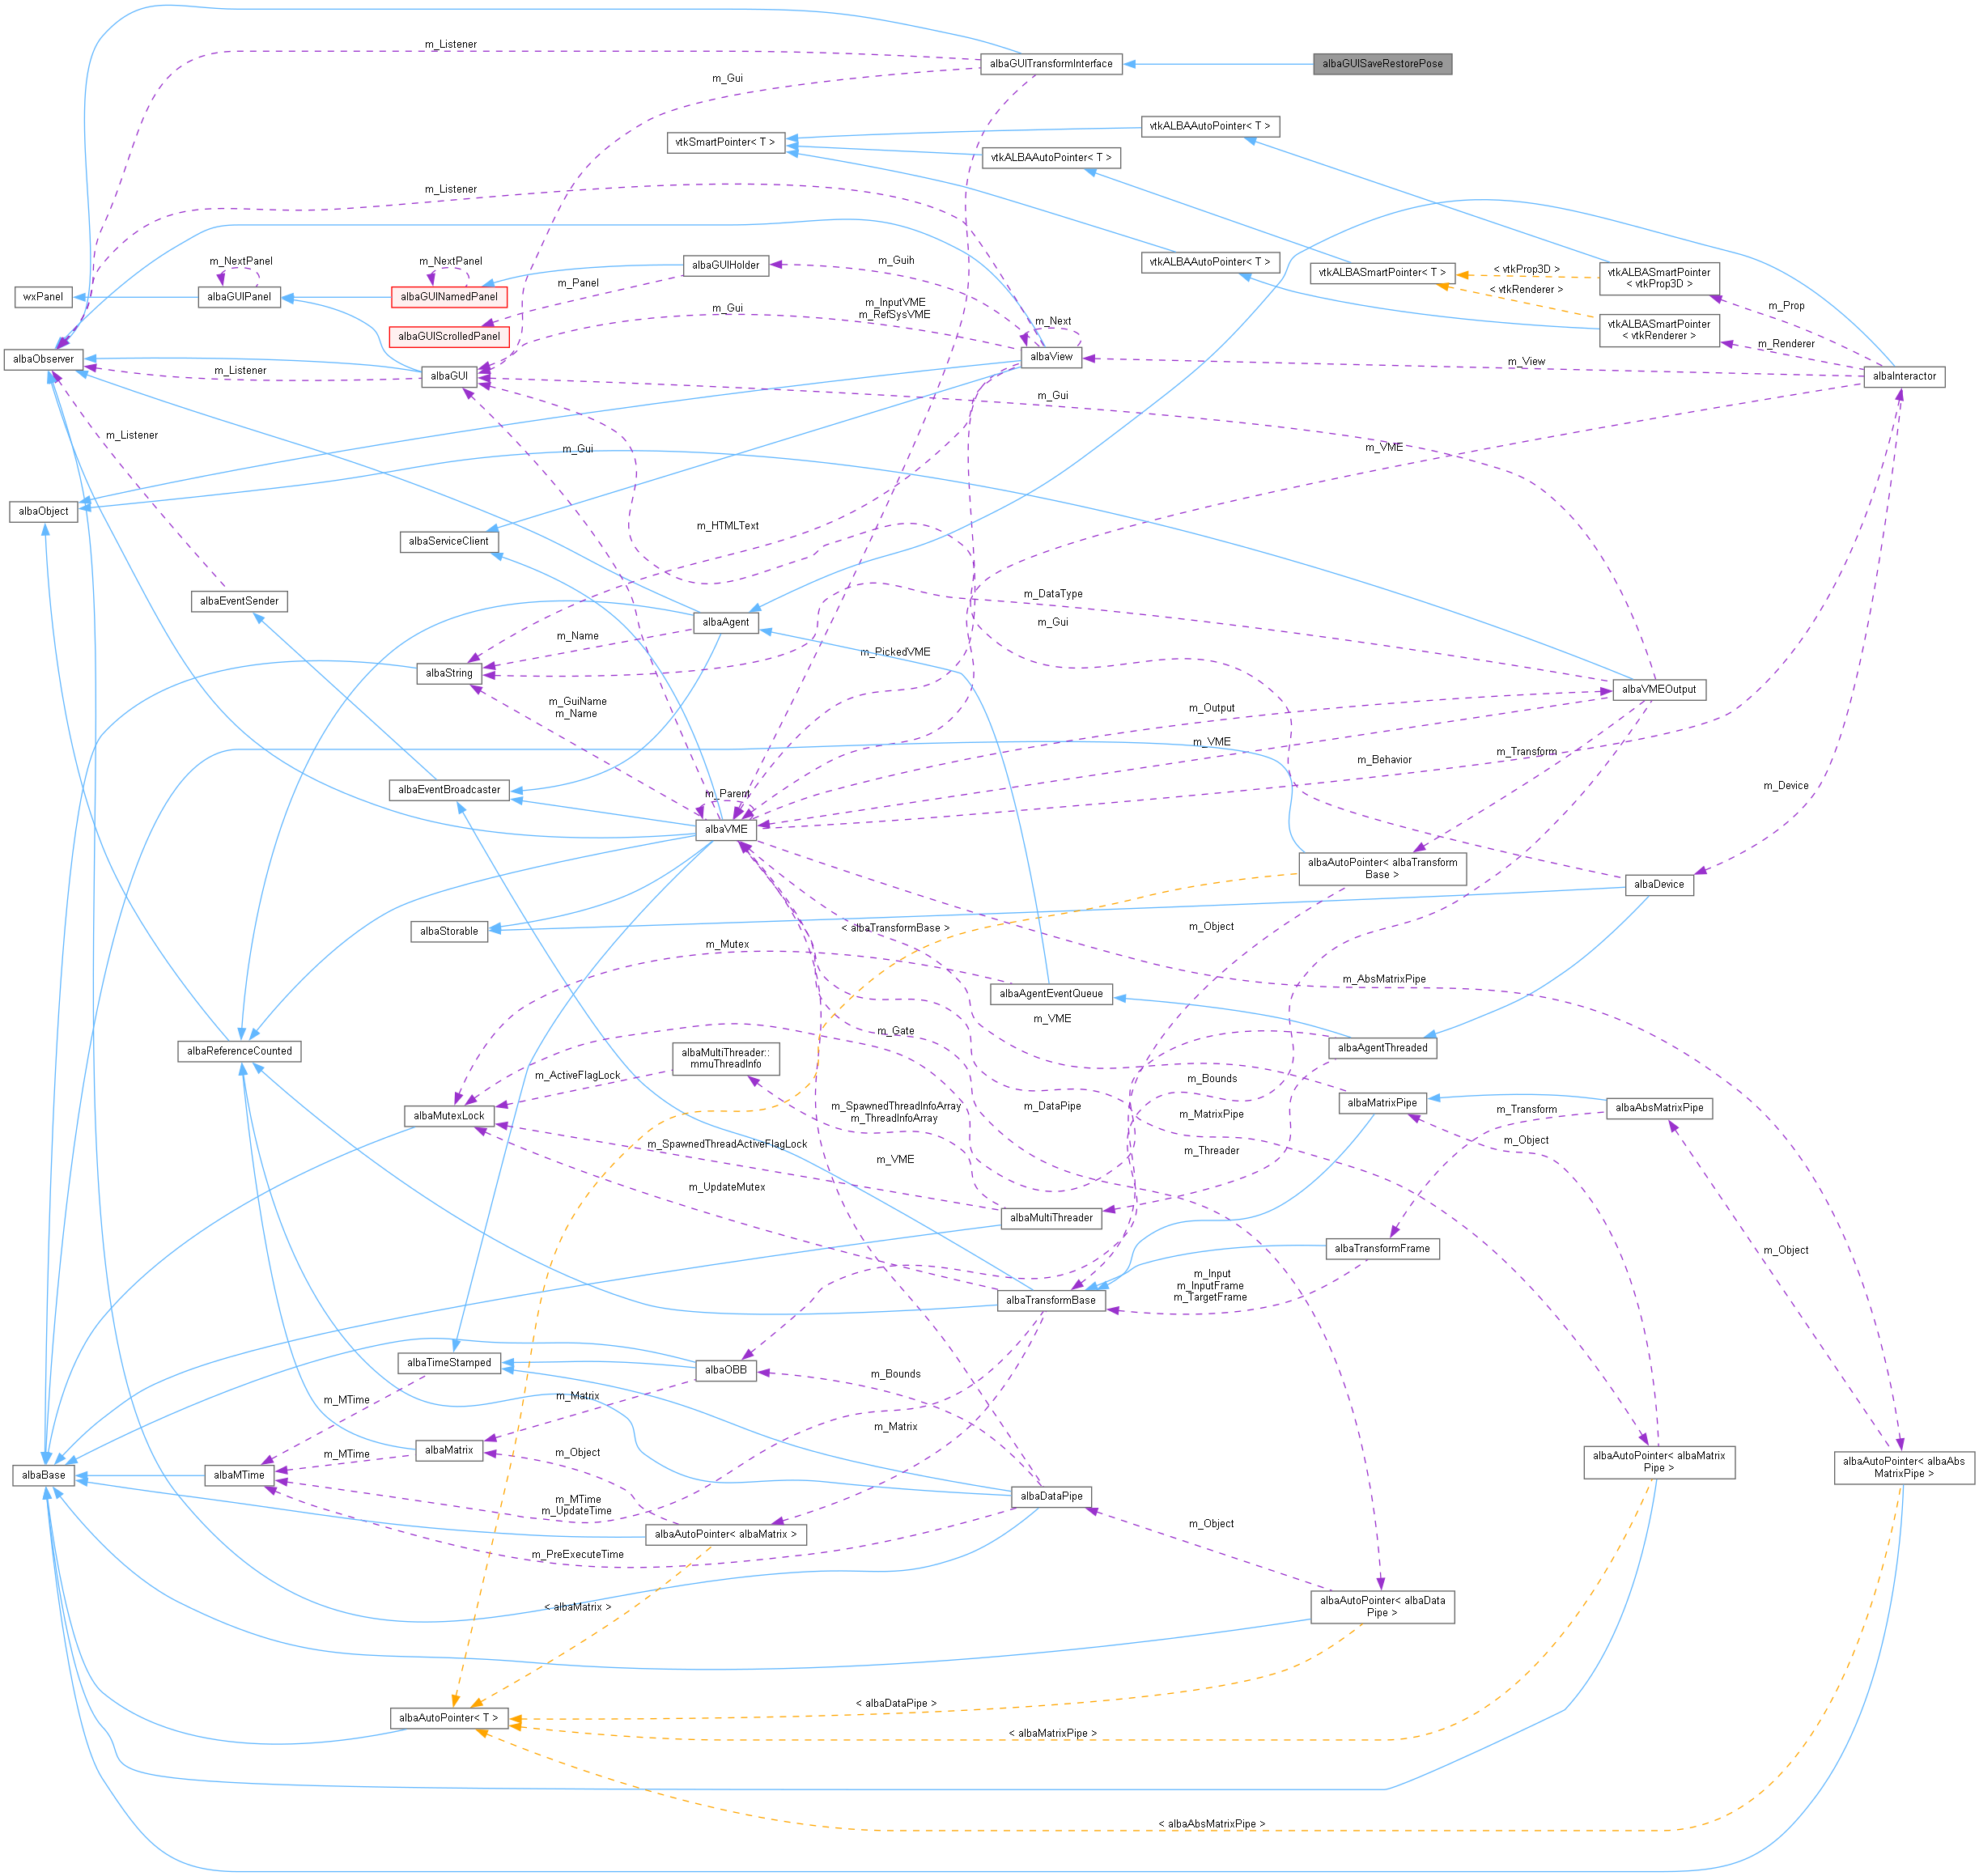 m_Listener
albaGUITransformInterface
albaGUISaveRestorePose
m_Gui
vtkALBAAutoPointer< T >
vtkSmartPointer< T >
vtkALBAAutoPointer< T >
m_Listener
m_Guih
m_NextPanel
m_NextPanel
albaGUIHolder
vtkALBAAutoPointer< T >
< vtkProp3D >
vtkALBASmartPointer< T >
vtkALBASmartPointer
< vtkProp3D >
m_Panel
< vtkRenderer >
wxPanel
albaGUIPanel
albaGUINamedPanel
m_Gui
m_InputVME
m_RefSysVME
m_Prop
m_Next
vtkALBASmartPointer
< vtkRenderer >
albaGUIScrolledPanel
m_Renderer
albaObserver
albaView
m_View
m_Listener
albaGUI
albaInteractor
m_Gui
m_Listener
m_Gui
m_VME
albaObject
m_HTMLText
albaServiceClient
m_DataType
albaEventSender
albaAgent
m_Gui
m_Name
m_PickedVME
albaString
albaVMEOutput
m_GuiName
m_Name
m_Output
m_VME
m_Transform
m_Behavior
m_Device
albaEventBroadcaster
m_Parent
albaVME
albaAutoPointer< albaTransform
Base >
albaDevice
albaStorable
< albaTransformBase >
m_Object
m_Mutex
m_AbsMatrixPipe
albaAgentEventQueue
m_VME
m_Gate
albaReferenceCounted
albaMultiThreader::
mmuThreadInfo
albaAgentThreaded
m_ActiveFlagLock
m_Bounds
albaMutexLock
m_SpawnedThreadInfoArray
m_ThreadInfoArray
m_DataPipe
m_MatrixPipe
albaMatrixPipe
m_Transform
albaAbsMatrixPipe
m_SpawnedThreadActiveFlagLock
m_Threader
m_Object
m_VME
m_UpdateMutex
albaMultiThreader
albaTransformFrame
m_Object
m_Input
m_InputFrame
m_TargetFrame
albaTransformBase
albaTimeStamped
albaOBB
m_Bounds
m_MTime
m_Matrix
m_Matrix
albaMatrix
m_MTime
m_Object
albaBase
albaMTime
albaAutoPointer< albaMatrix
Pipe >
albaAutoPointer< albaAbs
MatrixPipe >
albaDataPipe
m_MTime
m_UpdateTime
albaAutoPointer< albaMatrix >
m_Object
m_PreExecuteTime
< albaMatrix >
albaAutoPointer< albaData
Pipe >
< albaDataPipe >
albaAutoPointer< T >
< albaMatrixPipe >
< albaAbsMatrixPipe >